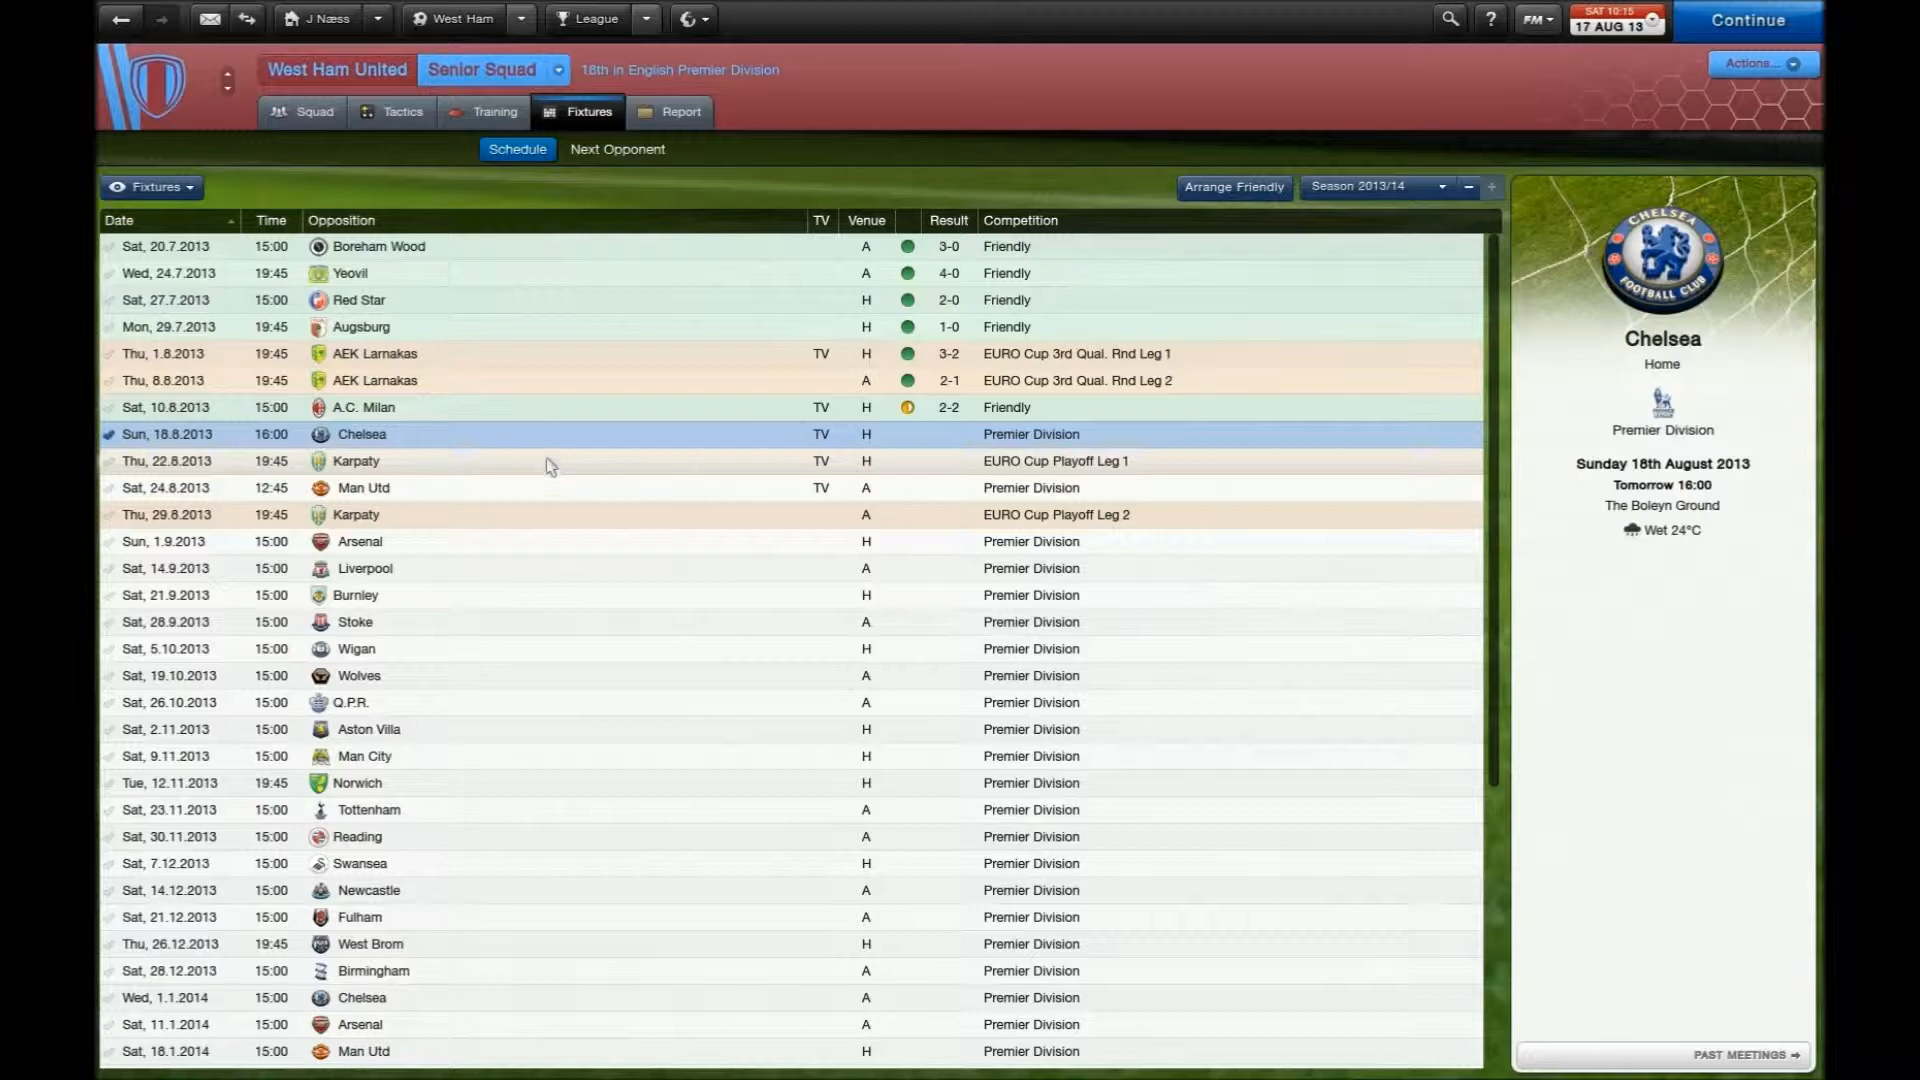 J Næss West Ham League ? FM SAT 10:15 17 AUG 13 Continue
West Ham United Senior Squad 18th in English Premier Division Actions...
Squad Tactics Training Fixtures Report
Schedule Next Opponent
Fixtures Arrange Friendly Season 2013/14 - +
Date Time Opposition TV Venue Result Competition
Sat, 20.7.2013 15:00 Boreham Wood A 3-0 Friendly
Wed, 24.7.2013 19:45 Yeovil A 4-0 Friendly
Sat, 27.7.2013 15:00 Red Star H 2-0 Friendly
Mon, 29.7.2013 19:45 Augsburg H 1-0 Friendly
Thu, 1.8.2013 19:45 AEK Larnakas TV H 3-2 EURO Cup 3rd Qual. Rnd Leg 1
Thu, 8.8.2013 19:45 AEK Larnakas A 2-1 EURO Cup 3rd Qual. Rnd Leg 2
Sat, 10.8.2013 15:00 A.C. Milan TV H 2-2 Friendly
Sun, 18.8.2013 16:00 Chelsea TV H Premier Division
Thu, 22.8.2013 19:45 Karpaty TV H EURO Cup Playoff Leg 1
Sat, 24.8.2013 12:45 Man Utd TV A Premier Division
Thu, 29.8.2013 19:45 Karpaty A EURO Cup Playoff Leg 2
Sun, 1.9.2013 15:00 Arsenal H Premier Division
Sat, 14.9.2013 15:00 Liverpool A Premier Division
Sat, 21.9.2013 15:00 Burnley H Premier Division
Sat, 28.9.2013 15:00 Stoke A Premier Division
Sat, 5.10.2013 15:00 Wigan H Premier Division
Sat, 19.10.2013 15:00 Wolves A Premier Division
Sat, 26.10.2013 15:00 Q.P.R. A Premier Division
Sat, 2.11.2013 15:00 Aston Villa H Premier Division
Sat, 9.11.2013 15:00 Man City H Premier Division
Tue, 12.11.2013 19:45 Norwich H Premier Division
Sat, 23.11.2013 15:00 Tottenham A Premier Division
Sat, 30.11.2013 15:00 Reading A Premier Division
Sat, 7.12.2013 15:00 Swansea H Premier Division
Sat, 14.12.2013 15:00 Newcastle A Premier Division
Sat, 21.12.2013 15:00 Fulham A Premier Division
Thu, 26.12.2013 19:45 West Brom H Premier Division
Sat, 28.12.2013 15:00 Birmingham A Premier Division
Wed, 1.1.2014 15:00 Chelsea A Premier Division
Sat, 11.1.2014 15:00 Arsenal A Premier Division
Sat, 18.1.2014 15:00 Man Utd H Premier Division
CHELSEA
FOOTBALL CLUB
Chelsea
Home
PREMIER LEAGUE
Premier Division
Sunday 18th August 2013
Tomorrow 16:00
The Boleyn Ground
Wet 24°C
PAST MEETINGS